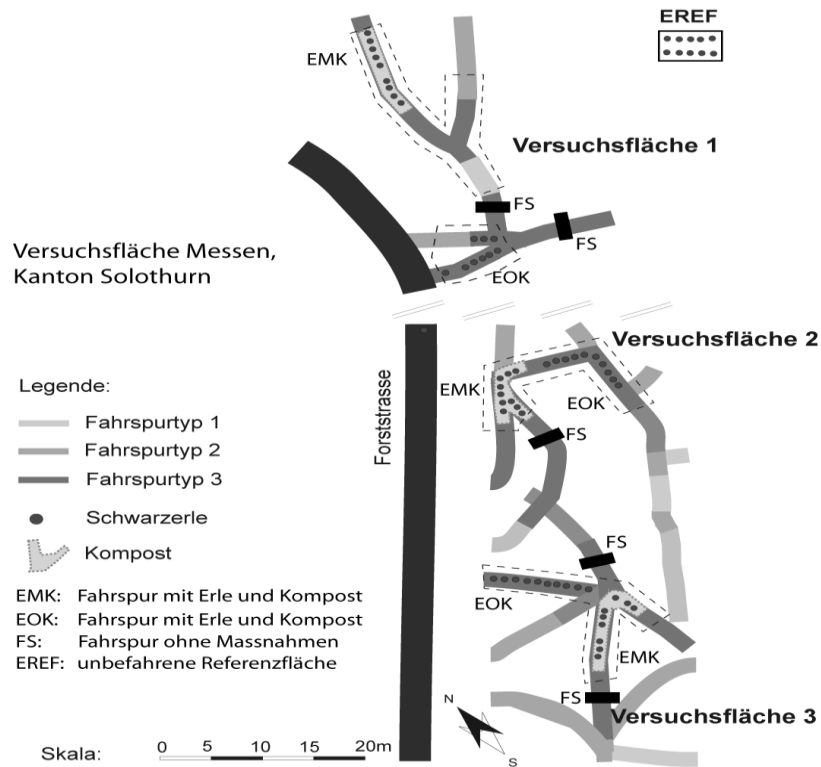 EREF
EMK
Versuchsfläche 1
FS
FS
Versuchsfläche Messen,
Kanton Solothurn
EOK
Versuchsfläche 2
EMK
EOK
Forststrasse
FS
Legende:
Fahrspurtyp 1
Fahrspurtyp 2
Fahrspurtyp 3
Schwarzerle
Kompost
FS
EMK: Fahrspur mit Erle und Kompost
EOK: Fahrspur mit Erle und Kompost
FS: Fahrspur ohne Massnahmen
EREF: unbefahrene Referenzfläche
EOK
EMK
FS
Versuchsfläche 3
N
S
Skala: 0 5 10 15 20m